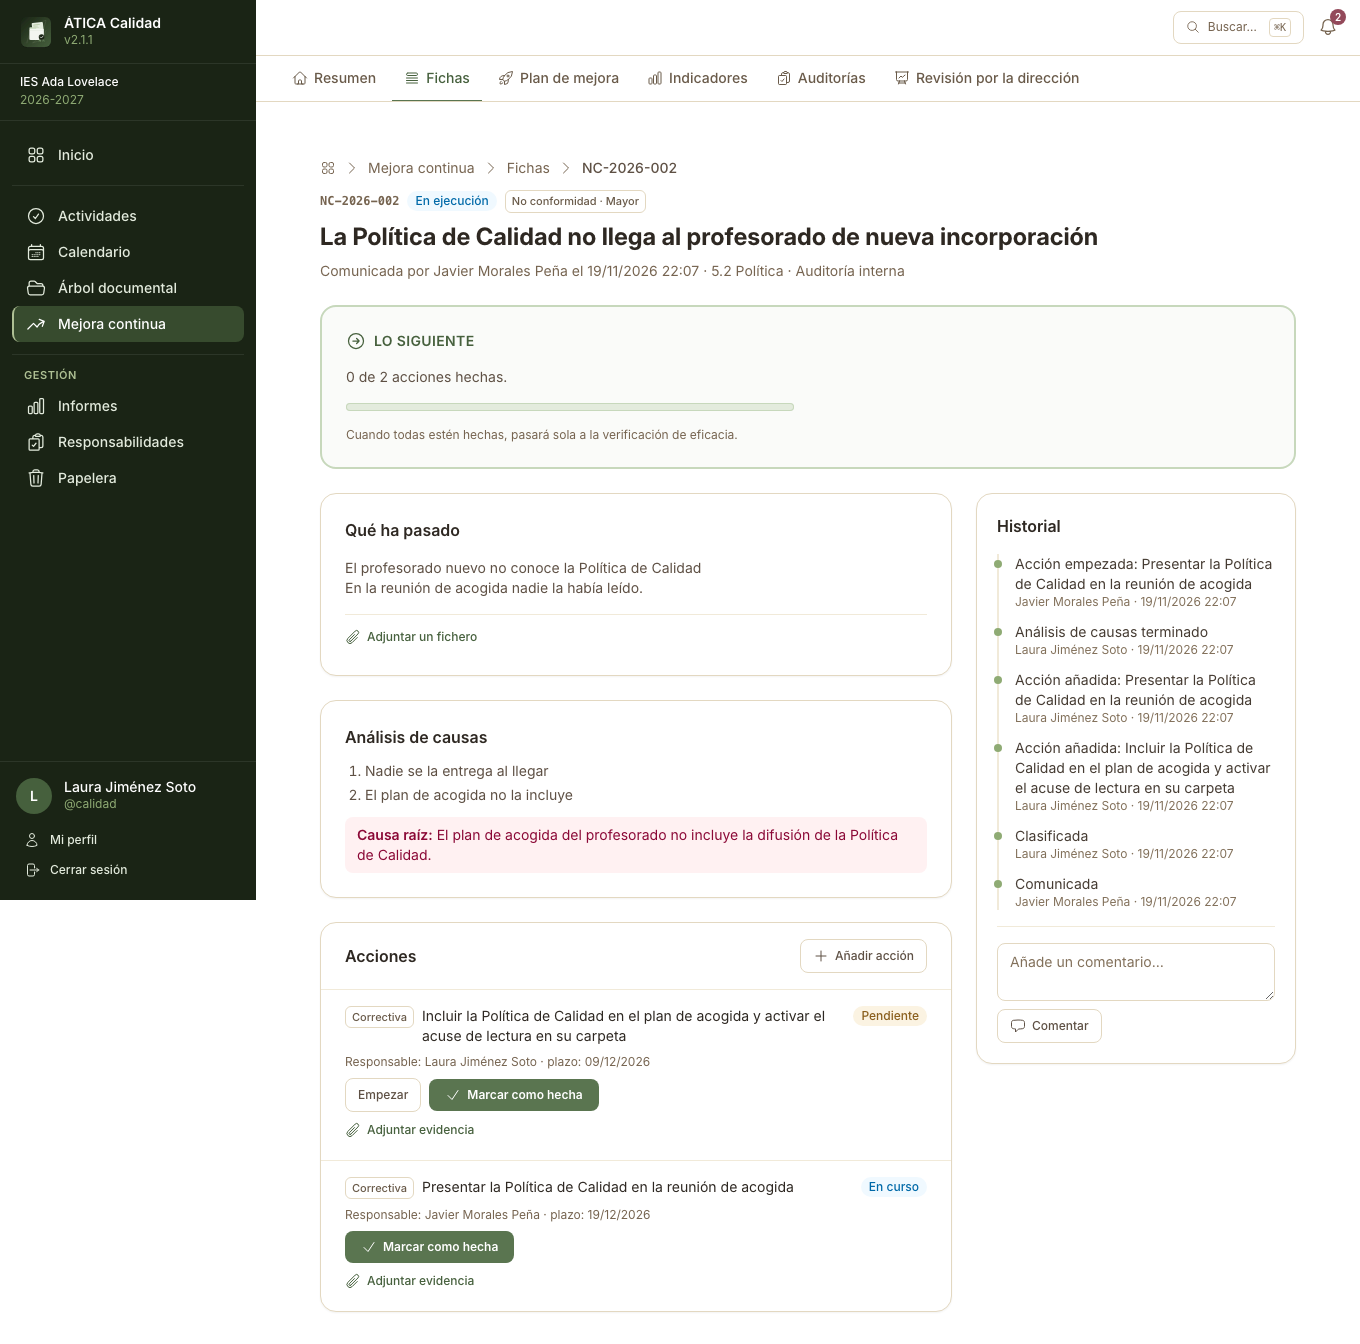 ÁTICA Calidad
v2.1.1
IES Ada Lovelace
2026-2027
Inicio
Actividades
Calendario
Árbol documental
Mejora continua
GESTIÓN
Informes
Responsabilidades
Papelera
L
Laura Jiménez Soto
@calidad
Mi perfil
Cerrar sesión
Buscar...
⌘K
2
Resumen
Fichas
Plan de mejora
Indicadores
Auditorías
Revisión por la dirección
Mejora continua
Fichas
NC-2026-002
NC-2026-002
En ejecución
No conformidad · Mayor
La Política de Calidad no llega al profesorado de nueva incorporación
Comunicada por Javier Morales Peña el 19/11/2026 22:07 · 5.2 Política · Auditoría interna
LO SIGUIENTE
0 de 2 acciones hechas.
Cuando todas estén hechas, pasará sola a la verificación de eficacia.
Qué ha pasado
El profesorado nuevo no conoce la Política de Calidad
En la reunión de acogida nadie la había leído.
Adjuntar un fichero
Análisis de causas
1. Nadie se la entrega al llegar
2. El plan de acogida no la incluye
Causa raíz: El plan de acogida del profesorado no incluye la difusión de la Política
de Calidad.
Acciones
Añadir acción
Correctiva
Incluir la Política de Calidad en el plan de acogida y activar el
acuse de lectura en su carpeta
Pendiente
Responsable: Laura Jiménez Soto · plazo: 09/12/2026
Empezar
Marcar como hecha
Adjuntar evidencia
Correctiva
Presentar la Política de Calidad en la reunión de acogida
En curso
Responsable: Javier Morales Peña · plazo: 19/12/2026
Marcar como hecha
Adjuntar evidencia
Historial
Acción empezada: Presentar la Política
de Calidad en la reunión de acogida
Javier Morales Peña · 19/11/2026 22:07
Análisis de causas terminado
Laura Jiménez Soto · 19/11/2026 22:07
Acción añadida: Presentar la Política
de Calidad en la reunión de acogida
Laura Jiménez Soto · 19/11/2026 22:07
Acción añadida: Incluir la Política de
Calidad en el plan de acogida y activar
el acuse de lectura en su carpeta
Laura Jiménez Soto · 19/11/2026 22:07
Clasificada
Laura Jiménez Soto · 19/11/2026 22:07
Comunicada
Javier Morales Peña · 19/11/2026 22:07
Añade un comentario...
Comentar